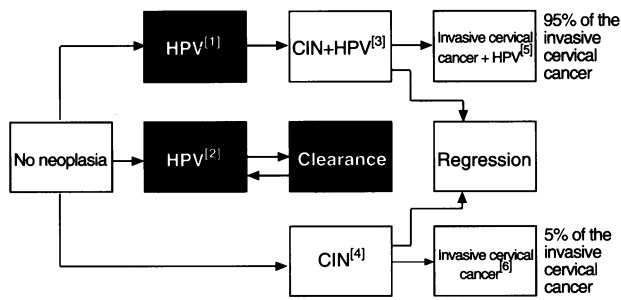 HPV[1]
CIN+HPV[3]
Invasive cervical
cancer + HPV[5]
95% of the
invasive
cervical
cancer
No neoplasia
HPV[2]
Clearance
Regression
CIN[4]
Invasive cervical
cancer[6]
5% of the
invasive
cervical
cancer